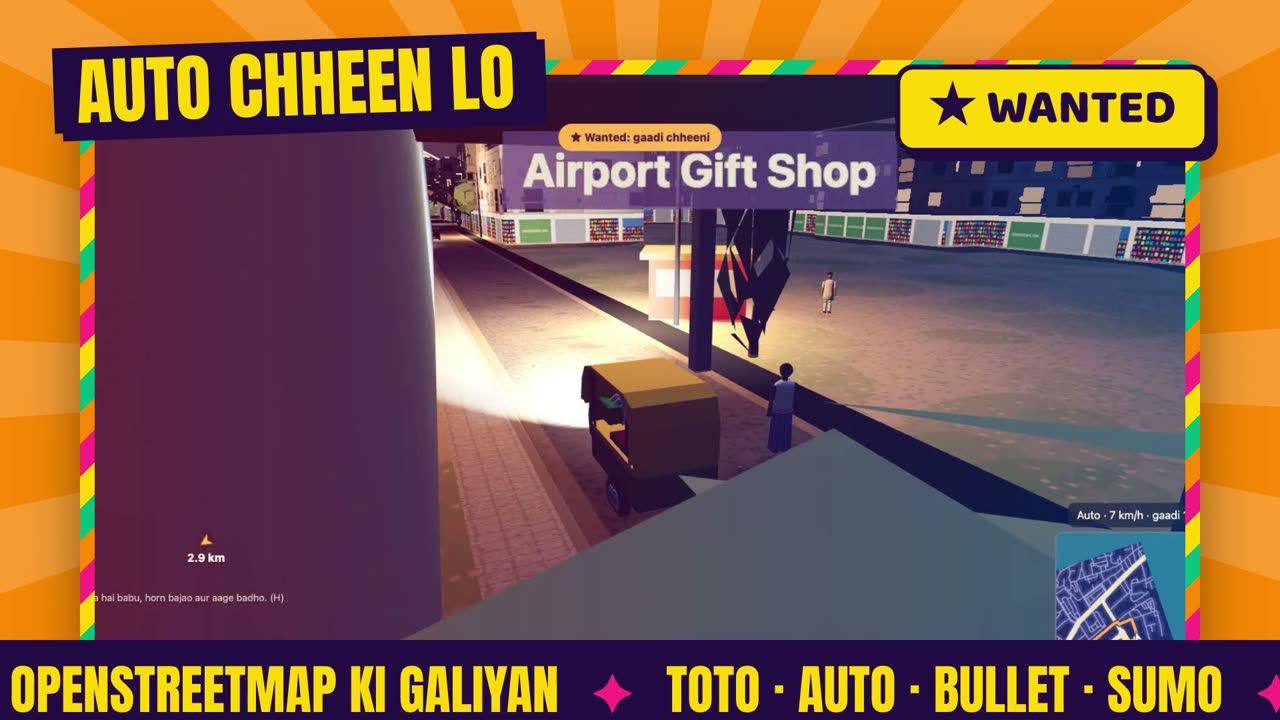 AUTO CHHEEN LO
★ WANTED
★ Wanted: gaadi chheeni
Airport Gift Shop
Auto · 7 km/h · gaadi
2.9 km
hai babu, horn bajao aur aage badho. (H)
OPENSTREETMAP KI GALIYAN ✦ TOTO · AUTO · BULLET · SUMO